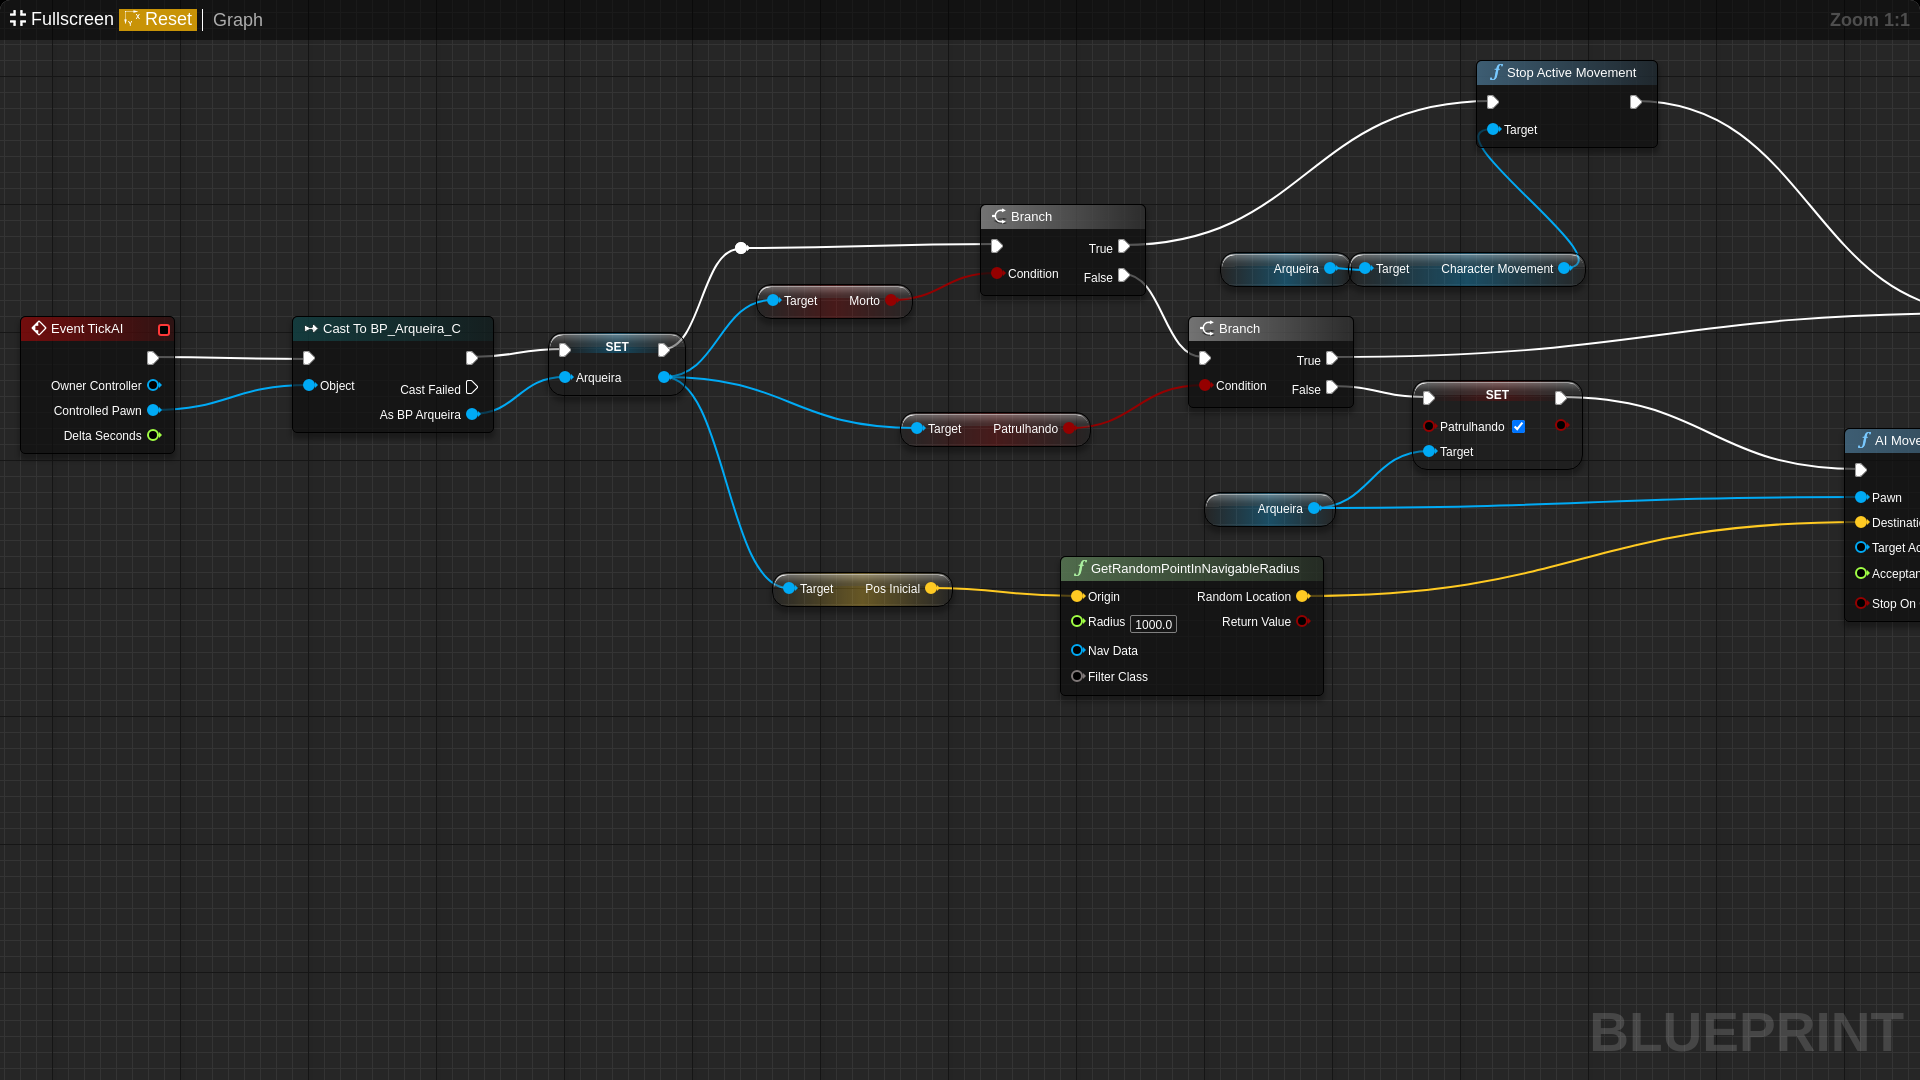 Fullscreen Reset Graph
Zoom 1:1
Stop Active Movement
Target
Branch
True
Condition
False
Arqueira
Target Character Movement
Target Morto
Event TickAI
Owner Controller
Controlled Pawn
Delta Seconds
Cast To BP_Arqueira_C
Object
Cast Failed
As BP Arqueira
SET
Arqueira
Branch
True
Condition
False
Target Patrulhando
SET
Patrulhando
Target
Arqueira
AI Move
Pawn
Destinati
Target Ac
Acceptan
Stop On
Target Pos Inicial
GetRandomPointInNavigableRadius
Origin Random Location
Radius 1000.0 Return Value
Nav Data
Filter Class
BLUEPRINT